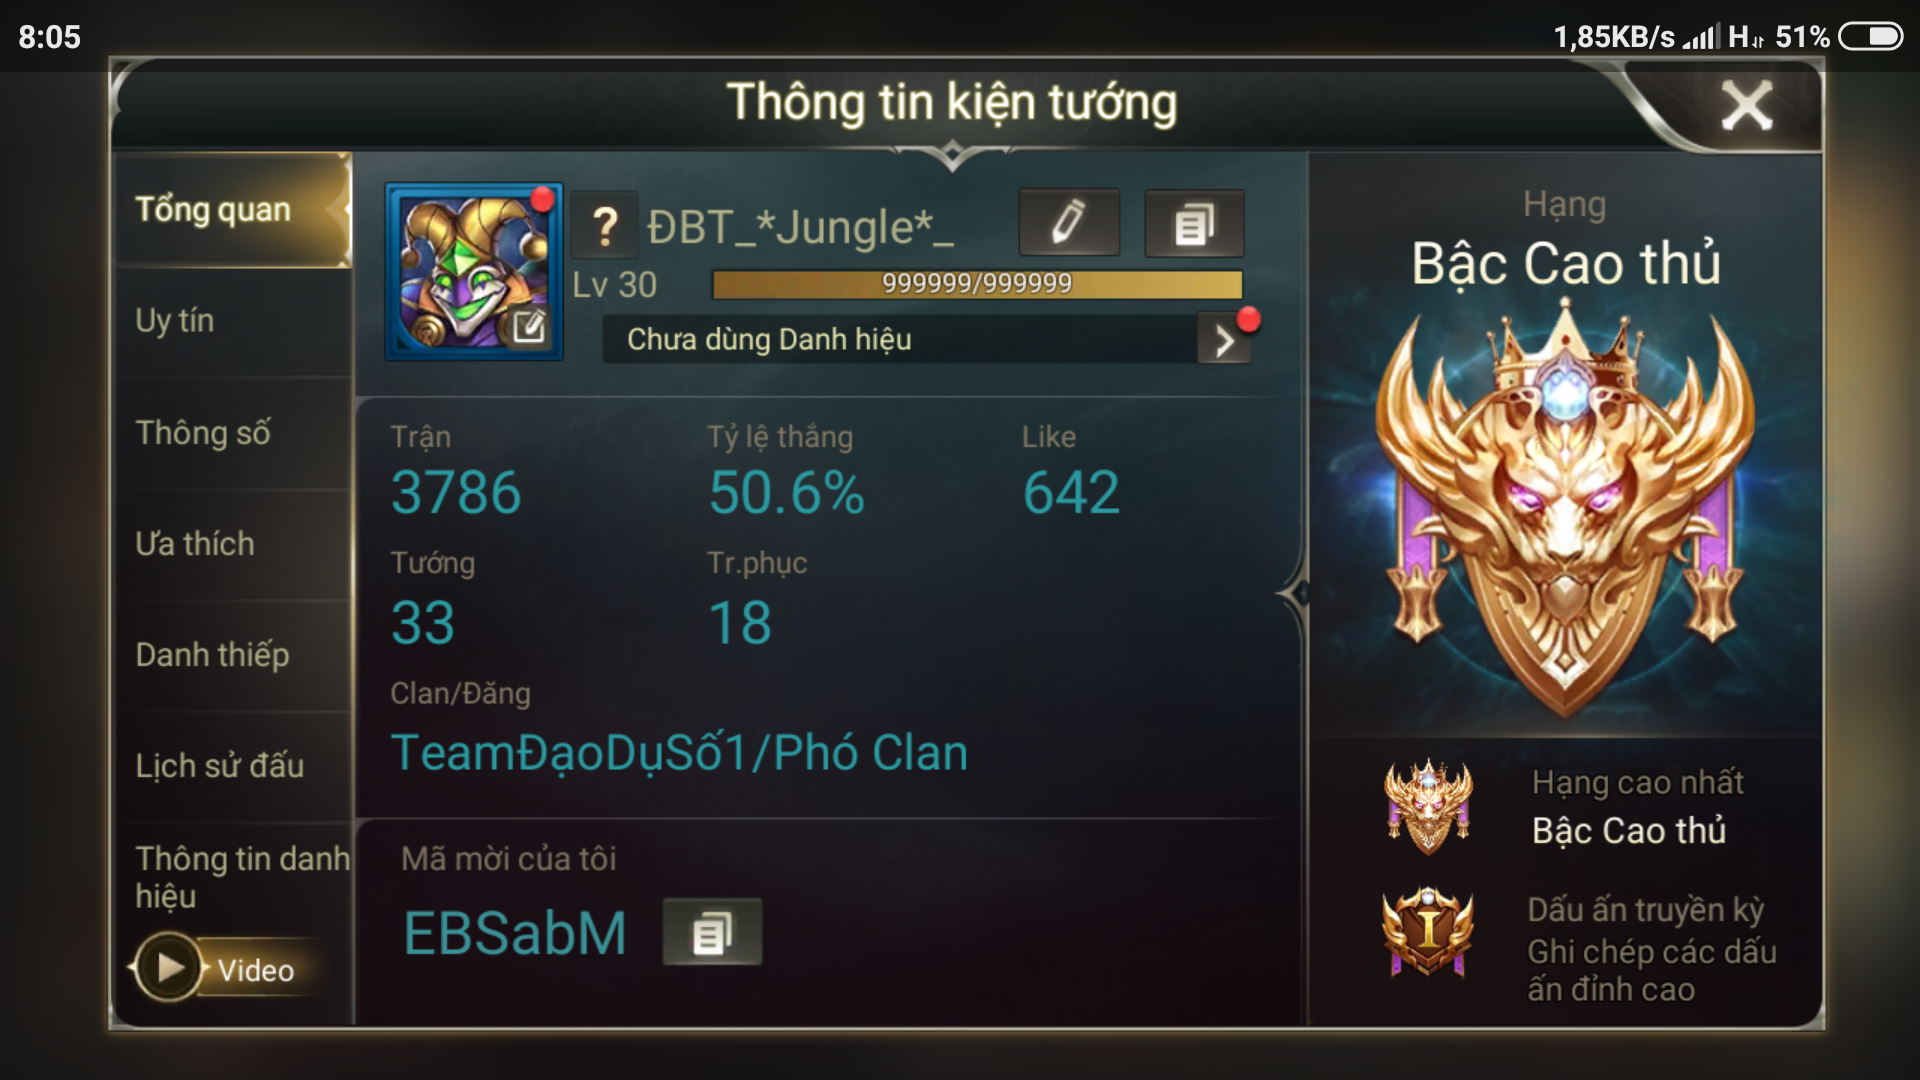 8:05
1,85KB/s H 51%
Thông tin kiện tướng
Tổng quan
Uy tín
Thông số
Ưa thích
Danh thiếp
Lịch sử đấu
Thông tin danh
hiệu
Video
?
ĐBT_*Jungle*_
Lv 30
999999/999999
Chưa dùng Danh hiệu
Trận
Tỷ lệ thắng
Like
3786
50.6%
642
Tướng
Tr.phục
33
18
Clan/Đăng
TeamĐạoDụSố1/Phó Clan
Mã mời của tôi
EBSabM
Hạng
Bậc Cao thủ
Hạng cao nhất
Bậc Cao thủ
I
Dấu ấn truyền kỳ
Ghi chép các dấu
ấn đỉnh cao